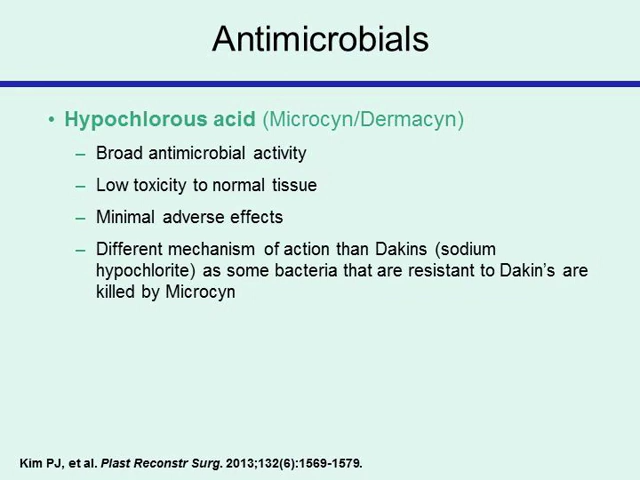 Antimicrobials
• Hypochlorous acid (Microcyn/Dermacyn)
– Broad antimicrobial activity
– Low toxicity to normal tissue
– Minimal adverse effects
– Different mechanism of action than Dakins (sodium
hypochlorite) as some bacteria that are resistant to Dakin's are
killed by Microcyn
Kim PJ, et al. Plast Reconstr Surg. 2013;132(6):1569-1579.